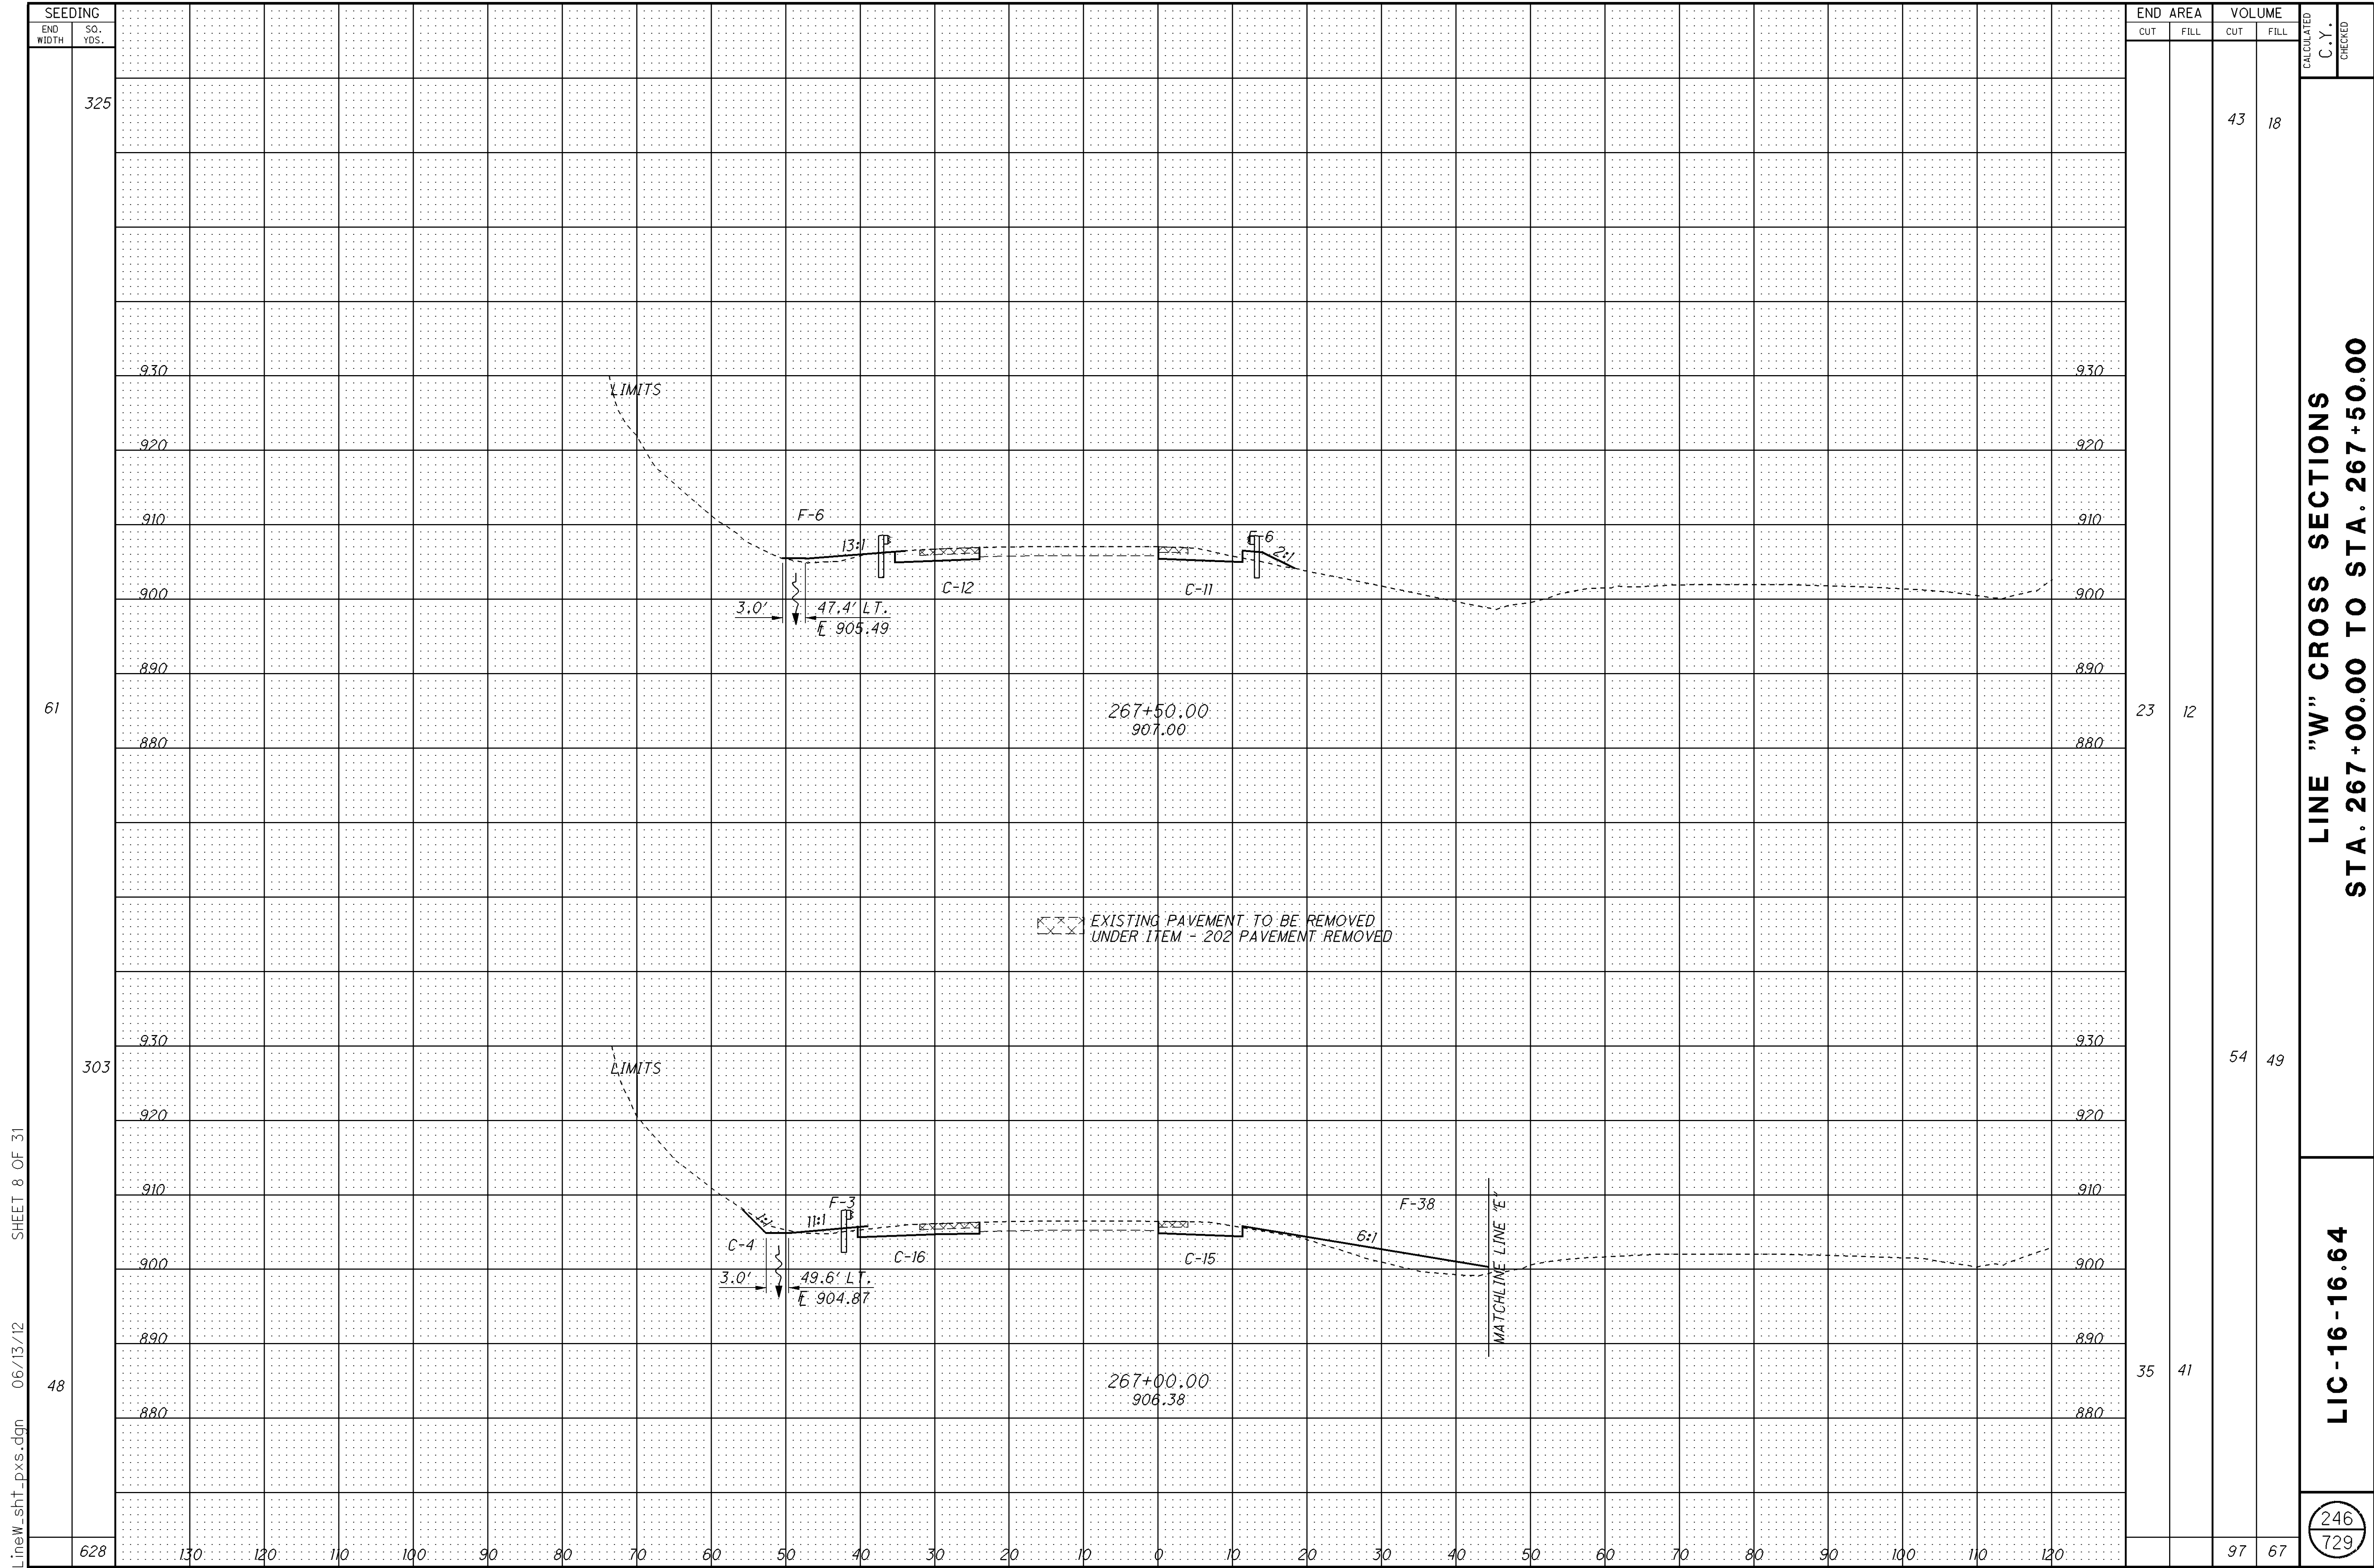 SEEDING
END WIDTH
SQ. YDS.
END AREA
VOLUME
CUT
FILL
CUT
FILL
CALCULATED
C.Y.
CHECKED
325
43
18
930
LIMITS
930
920
920
910
F-6
910
13:1
F-6
2:1
C-12
C-11
900
900
3.0'
47.4' LT.
905.49
890
890
61
267+50.00
907.00
23
12
880
880
EXISTING PAVEMENT TO BE REMOVED
UNDER ITEM - 202 PAVEMENT REMOVED
930
930
303
LIMITS
54
49
920
920
910
F-3
F-38
910
1:1
11:1
6:1
C-4
C-16
C-15
900
900
3.0'
49.6' LT.
904.87
MATCHLINE LINE "E"
890
890
48
267+00.00
906.38
35
41
880
880
628
130 120 110 100 90 80 70 60 50 40 30 20 10 0 10 20 30 40 50 60 70 80 90 100 110 120
97
67
LINE "W" CROSS SECTIONS
STA. 267+00.00 TO STA. 267+50.00
LIC-16-16.64
246
729
LineW_sht_pxs.dgn 06/13/12 SHEET 8 OF 31